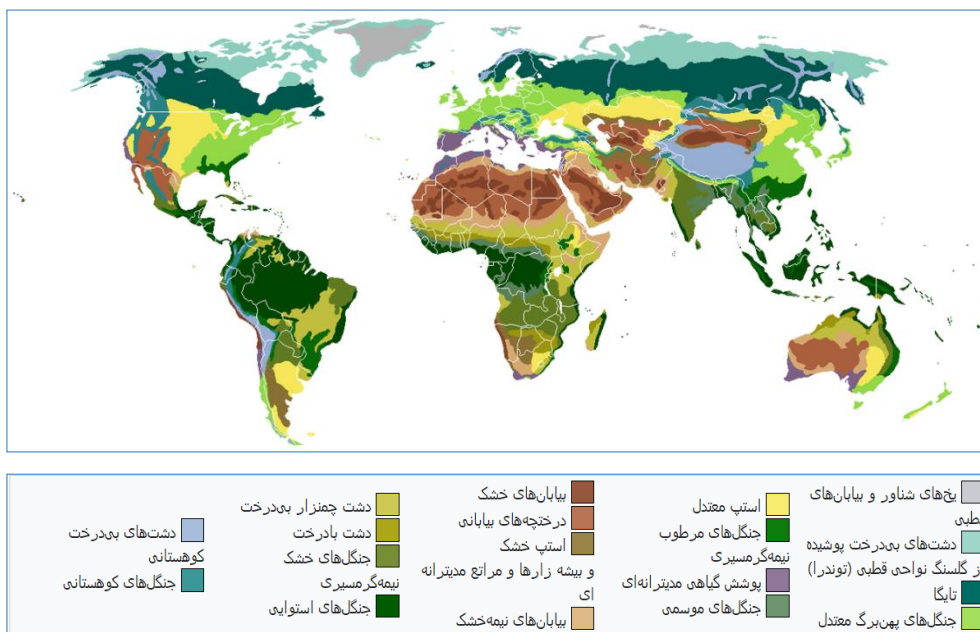 یخ‌های شناور و بیابان‌های
قطبی
دشت‌های بی‌درخت پوشیده
از گلسنگ نواحی قطبی (توندرا)
تایگا
جنگل‌های پهن‌برگ معتدل
استپ معتدل
جنگل‌های مرطوب
نیمه‌گرمسیری
پوشش گیاهی مدیترانه‌ای
جنگل‌های موسمی
بیابان‌های خشک
درختچه‌های بیابانی
استپ خشک
و بیشه زارها و مراتع مدیترانه
ای
بیابان‌های نیمه‌خشک
دشت چمنزار بی‌درخت
دشت بادرخت
جنگل‌های خشک
نیمه‌گرمسیری
جنگل‌های استوایی
دشت‌های بی‌درخت
کوهستانی
جنگل‌های کوهستانی